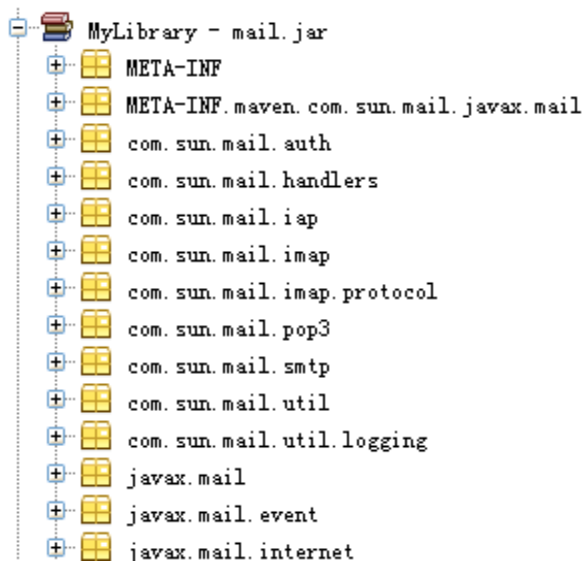 MyLibrary - mail.jar
META-INF
META-INF.maven.com.sun.mail.javax.mail
com.sun.mail.auth
com.sun.mail.handlers
com.sun.mail.iap
com.sun.mail.imap
com.sun.mail.imap.protocol
com.sun.mail.pop3
com.sun.mail.smtp
com.sun.mail.util
com.sun.mail.util.logging
javax.mail
javax.mail.event
javax.mail.internet